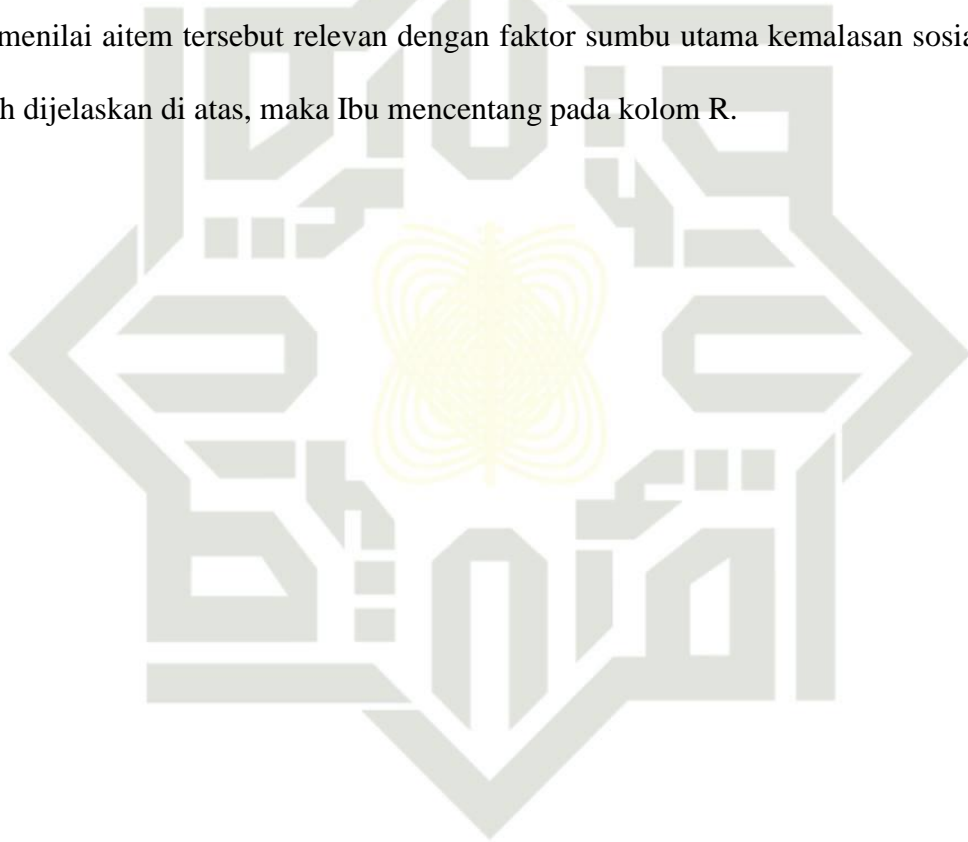 menilai aitem tersebut relevan dengan faktor sumbu utama kemalasan sosia
h dijelaskan di atas, maka Ibu mencentang pada kolom R.